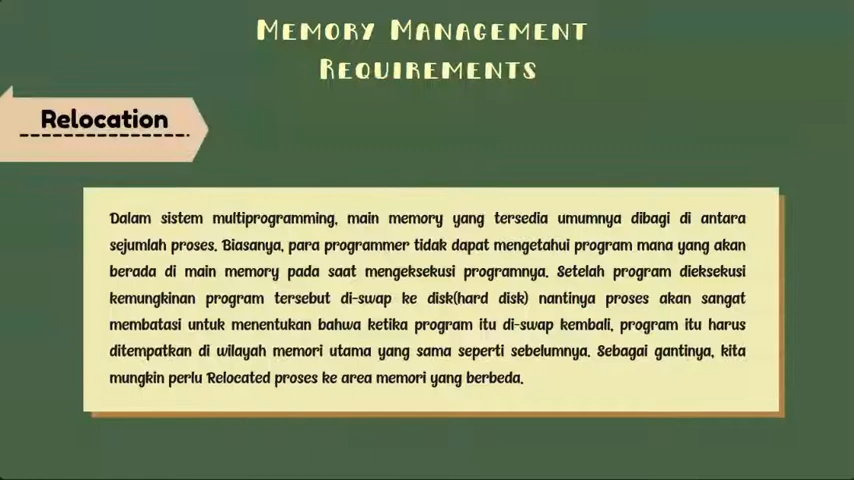 MEMORY MANAGEMENT
REQUIREMENTS
Relocation
Dalam sistem multiprogramming, main memory yang tersedia umumnya dibagi di antara
sejumlah proses. Biasanya, para programmer tidak dapat mengetahui program mana yang akan
berada di main memory pada saat mengeksekusi programnya. Setelah program dieksekusi
kemungkinan program tersebut di-swap ke disk(hard disk) nantinya proses akan sangat
membatasi untuk menentukan bahwa ketika program itu di-swap kembali, program itu harus
ditempatkan di wilayah memori utama yang sama seperti sebelumnya. Sebagai gantinya, kita
mungkin perlu Relocated proses ke area memori yang berbeda.